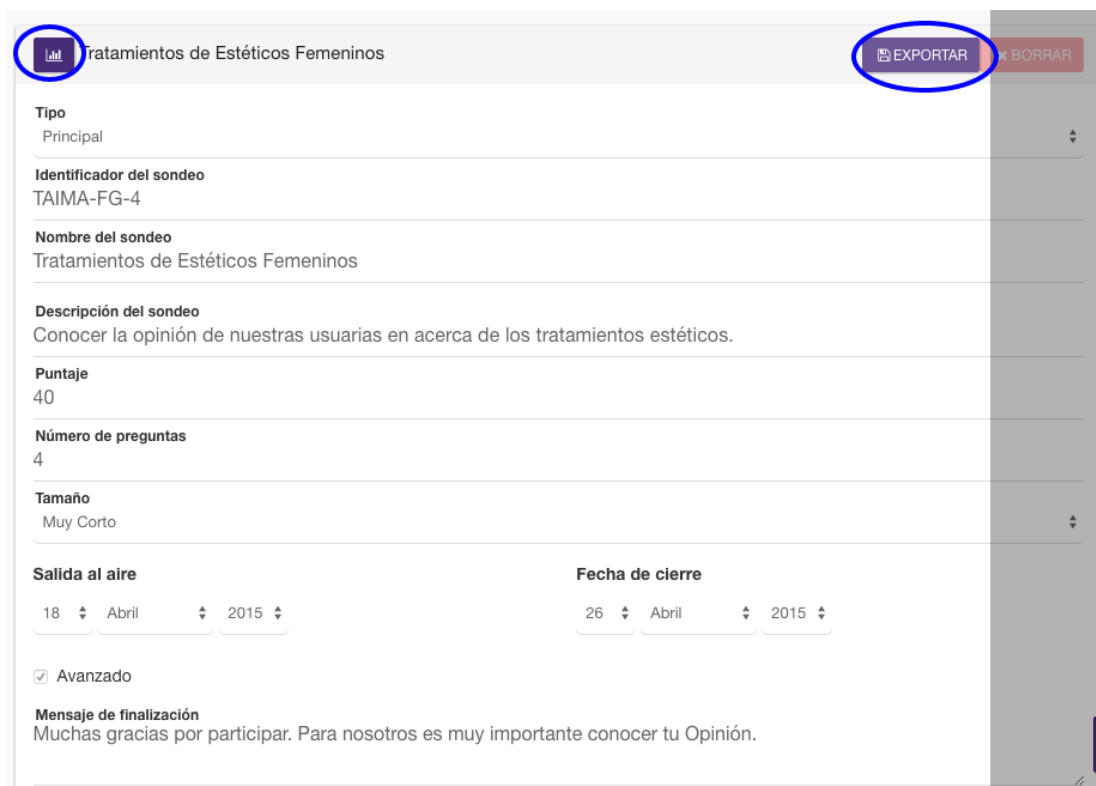 Tratamientos de Estéticos Femeninos
EXPORTAR
BORRAR
Tipo
Principal
Identificador del sondeo
TAIMA-FG-4
Nombre del sondeo
Tratamientos de Estéticos Femeninos
Descripción del sondeo
Conocer la opinión de nuestras usuarias en acerca de los tratamientos estéticos.
Puntaje
40
Número de preguntas
4
Tamaño
Muy Corto
Salida al aire Fecha de cierre
18 Abril 2015 26 Abril 2015
Avanzado
Mensaje de finalización
Muchas gracias por participar. Para nosotros es muy importante conocer tu Opinión.